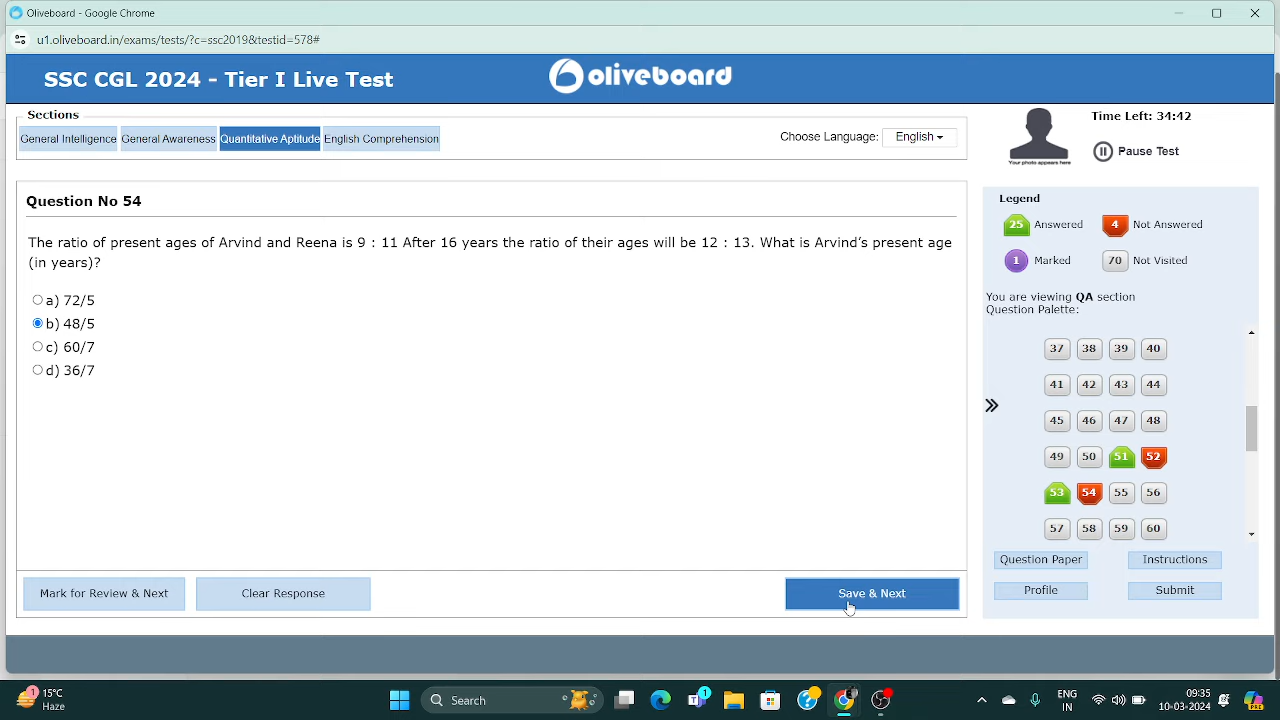 Oliveboard - Google Chrome
u1.oliveboard.in/exams/tests/?c=ssc2019&testid=578#
SSC CGL 2024 - Tier I Live Test
oliveboard
Sections
General Intelligence General Awareness Quantitative Aptitude English Comprehension
Choose Language: English
Your photo appears here
Time Left: 34:42
Pause Test
Question No 54
The ratio of present ages of Arvind and Reena is 9 : 11 After 16 years the ratio of their ages will be 12 : 13. What is Arvind's present age
(in years)?
a) 72/5
b) 48/5
c) 60/7
d) 36/7
Mark for Review & Next
Clear Response
Save & Next
Legend
25 Answered 4 Not Answered
1 Marked 70 Not Visited
You are viewing QA section
Question Palette:
37 38 39 40
41 42 43 44
45 46 47 48
49 50 51 52
53 54 55 56
57 58 59 60
Question Paper Instructions
Profile Submit
15°C
Haze
1
Search
1
ENG
IN
09:35
10-03-2024